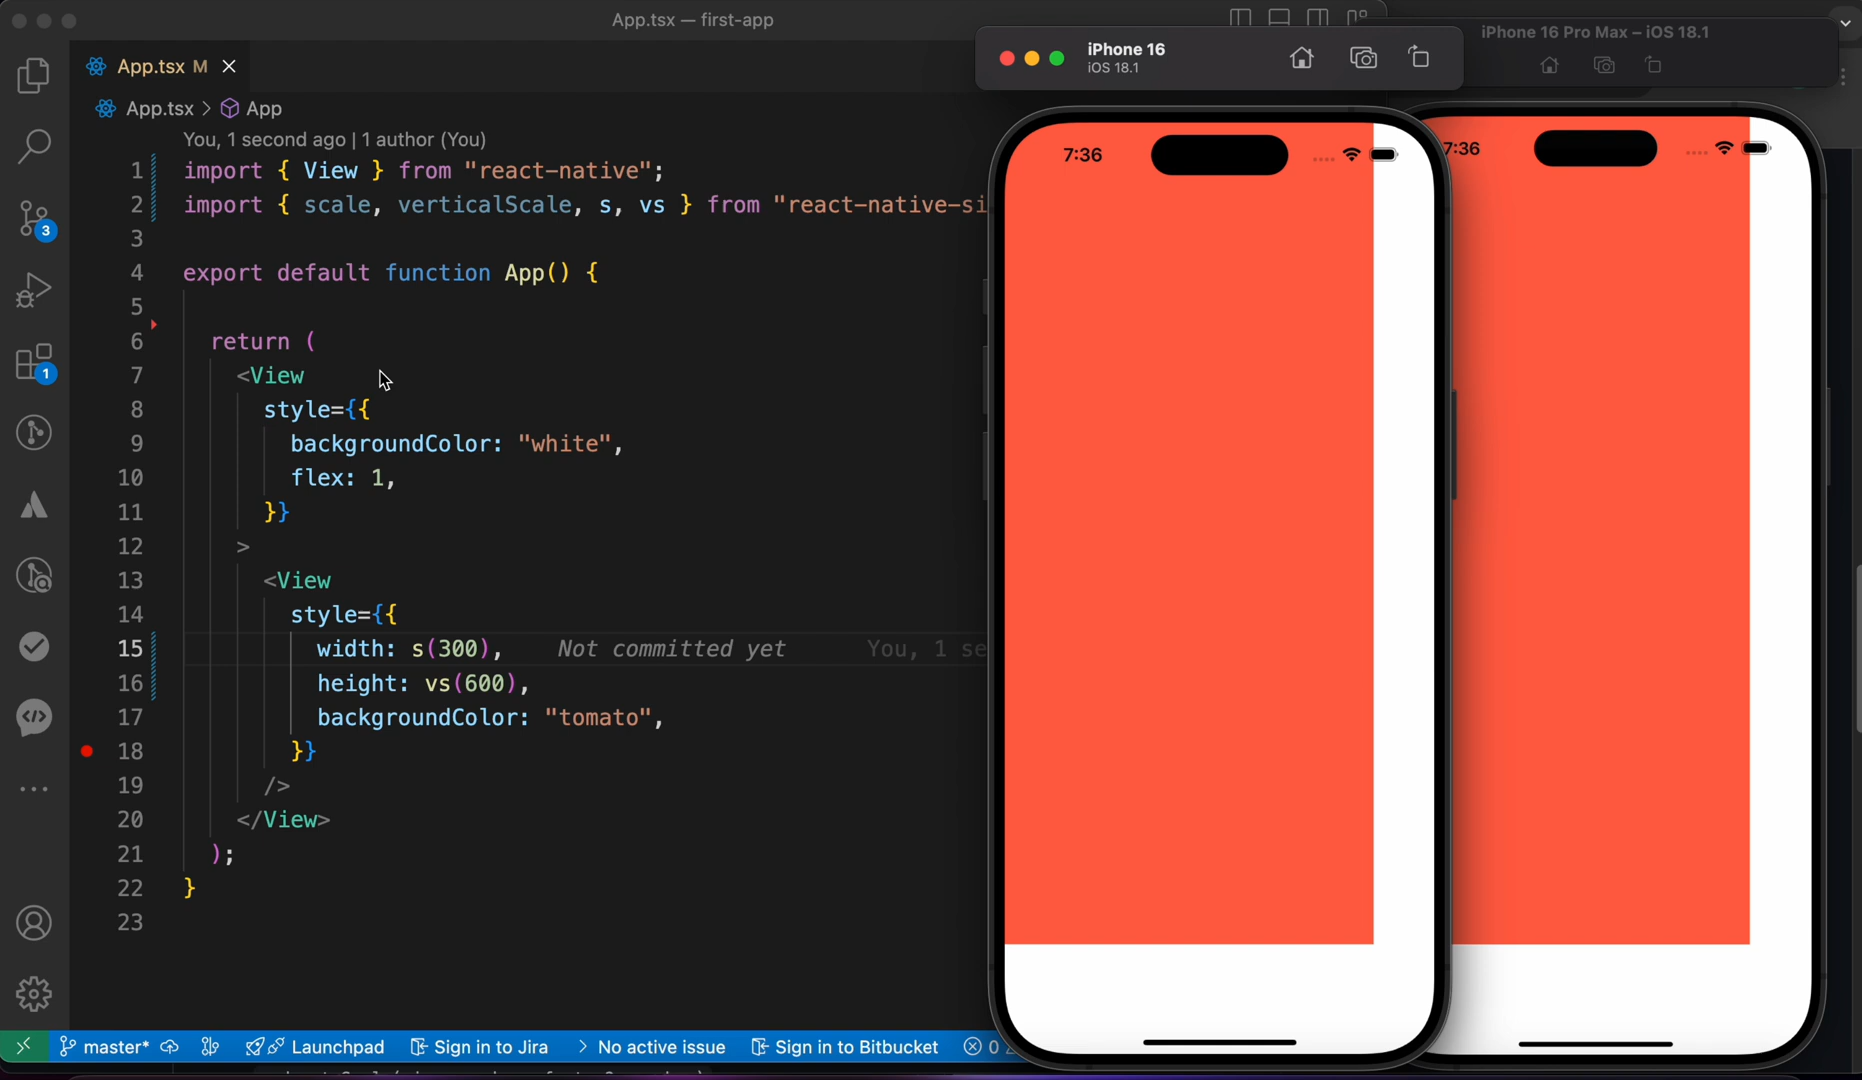 App.tsx — first-app
App.tsx M
App.tsx > App
You, 1 second ago | 1 author (You)
1 import { View } from "react-native";
2 import { scale, verticalScale, s, vs } from "react-native-si
3
4 export default function App() {
5
6 return (
7 <View
8 style={{
9 backgroundColor: "white",
10 flex: 1,
11 }}
12 >
13 <View
14 style={{
15 width: s(300), Not committed yet You, 1 se
16 height: vs(600),
17 backgroundColor: "tomato",
18 }}
19 />
20 </View>
21 );
22 }
23
3
1
master* Launchpad Sign in to Jira > No active issue Sign in to Bitbucket 0
iPhone 16
iOS 18.1
7:36
iPhone 16 Pro Max – iOS 18.1
7:36